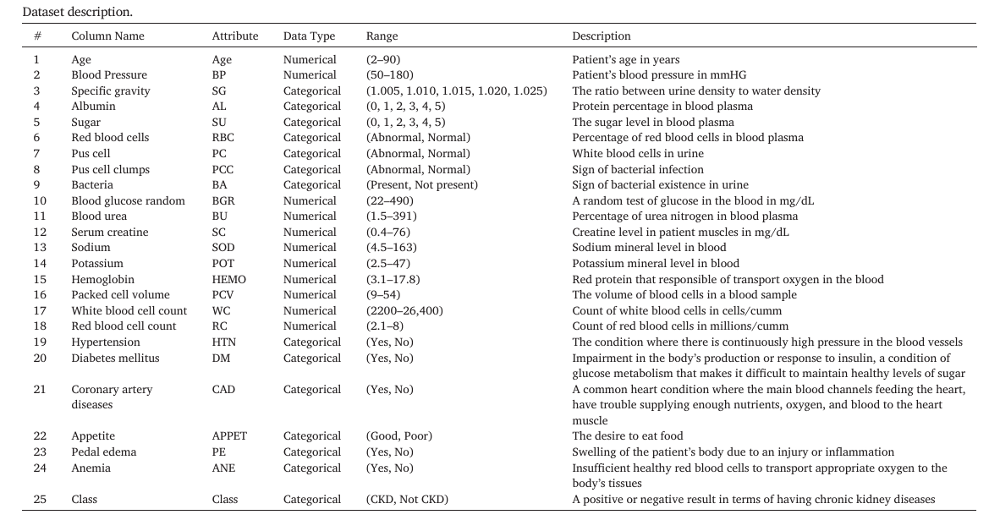 Dataset description.
# Column Name Attribute Data Type Range Description
1 Age Age Numerical (2–90) Patient's age in years
2 Blood Pressure BP Numerical (50–180) Patient's blood pressure in mmHG
3 Specific gravity SG Categorical (1.005, 1.010, 1.015, 1.020, 1.025) The ratio between urine density to water density
4 Albumin AL Categorical (0, 1, 2, 3, 4, 5) Protein percentage in blood plasma
5 Sugar SU Categorical (0, 1, 2, 3, 4, 5) The sugar level in blood plasma
6 Red blood cells RBC Categorical (Abnormal, Normal) Percentage of red blood cells in blood plasma
7 Pus cell PC Categorical (Abnormal, Normal) White blood cells in urine
8 Pus cell clumps PCC Categorical (Abnormal, Normal) Sign of bacterial infection
9 Bacteria BA Categorical (Present, Not present) Sign of bacterial existence in urine
10 Blood glucose random BGR Numerical (22–490) A random test of glucose in the blood in mg/dL
11 Blood urea BU Numerical (1.5–391) Percentage of urea nitrogen in blood plasma
12 Serum creatine SC Numerical (0.4–76) Creatine level in patient muscles in mg/dL
13 Sodium SOD Numerical (4.5–163) Sodium mineral level in blood
14 Potassium POT Numerical (2.5–47) Potassium mineral level in blood
15 Hemoglobin HEMO Numerical (3.1–17.8) Red protein that responsible of transport oxygen in the blood
16 Packed cell volume PCV Numerical (9–54) The volume of blood cells in a blood sample
17 White blood cell count WC Numerical (2200–26,400) Count of white blood cells in cells/cumm
18 Red blood cell count RC Numerical (2.1–8) Count of red blood cells in millions/cumm
19 Hypertension HTN Categorical (Yes, No) The condition where there is continuously high pressure in the blood vessels
20 Diabetes mellitus DM Categorical (Yes, No) Impairment in the body's production or response to insulin, a condition of
glucose metabolism that makes it difficult to maintain healthy levels of sugar
21 Coronary artery CAD Categorical (Yes, No) A common heart condition where the main blood channels feeding the heart,
diseases have trouble supplying enough nutrients, oxygen, and blood to the heart
muscle
22 Appetite APPET Categorical (Good, Poor) The desire to eat food
23 Pedal edema PE Categorical (Yes, No) Swelling of the patient's body due to an injury or inflammation
24 Anemia ANE Categorical (Yes, No) Insufficient healthy red blood cells to transport appropriate oxygen to the
body's tissues
25 Class Class Categorical (CKD, Not CKD) A positive or negative result in terms of having chronic kidney diseases